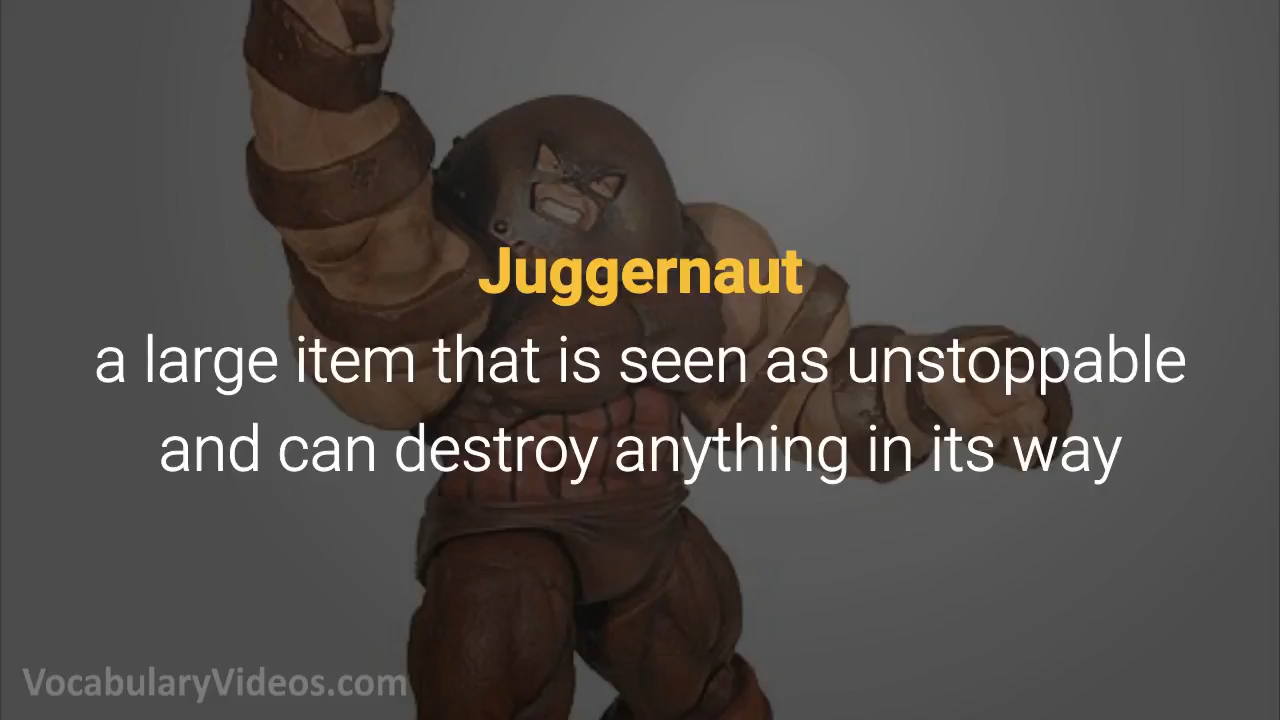 Juggernaut
a large item that is seen as unstoppable
and can destroy anything in its way
VocabularyVideos.com